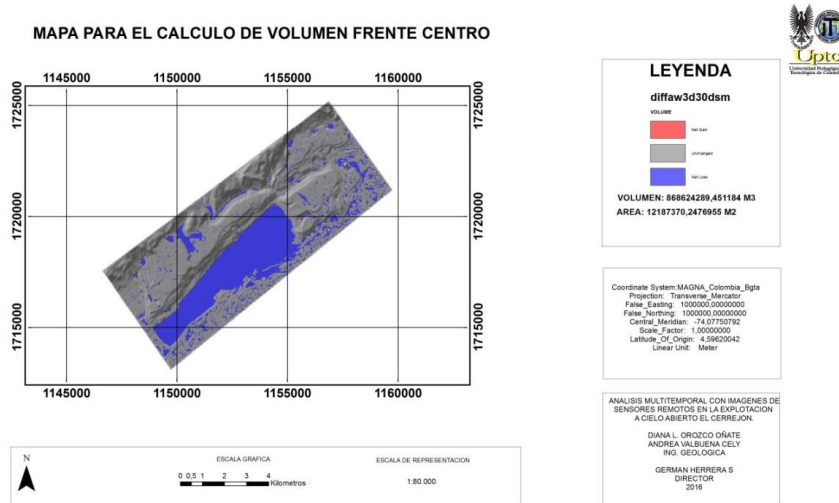 MAPA PARA EL CALCULO DE VOLUMEN FRENTE CENTRO
1145000 1150000 1155000 1160000
1725000 1725000
1720000 1720000
1715000 1715000
1145000 1150000 1155000 1160000
N
ESCALA GRAFICA
0 0,5 1 2 3 4
Kilometros
ESCALA DE REPRESENTACION
1:80.000
Uptc
Universidad Pedagógica
Tecnológica de
LEYENDA
diffaw3d30dsm
VOLUME
Net Gain
Unchanged
Net Loss
VOLUMEN: 868624289,451184 M3
AREA: 12187370,2476955 M2
Coordinate System:MAGNA_Colombia_Bgta
Projection: Transverse_Mercator
False_Easting: 1000000,00000000
False_Northing: 1000000,00000000
Central_Meridian: -74,07750792
Scale_Factor: 1,00000000
Latitude_Of_Origin: 4,59620042
Linear Unit: Meter
ANALISIS MULTITEMPORAL CON IMAGENES DE
SENSORES REMOTOS EN LA EXPLOTACION
A CIELO ABIERTO EL CERREJON.
DIANA L. OROZCO OÑATE
ANDREA VALBUENA CELY
ING. GEOLOGICA
GERMAN HERRERA S
DIRECTOR
2016